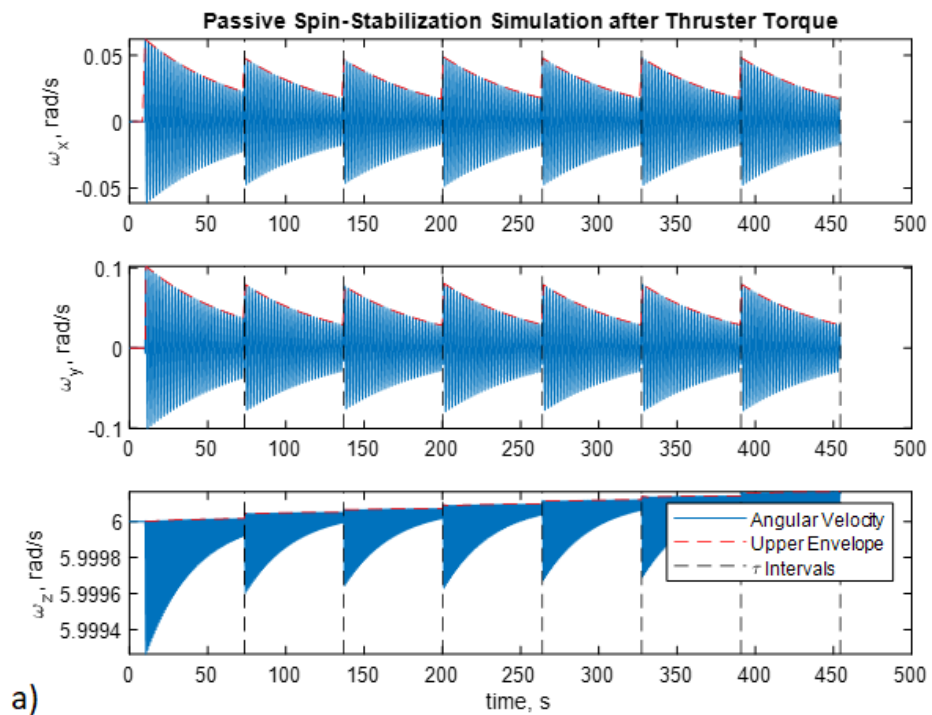 Passive Spin-Stabilization Simulation after Thruster Torque
0.05
0
-0.05
ω_x, rad/s
0 50 100 150 200 250 300 350 400 450 500
0.1
0
-0.1
ω_y, rad/s
0 50 100 150 200 250 300 350 400 450 500
6
5.9998
5.9996
5.9994
ω_z, rad/s
Angular Velocity
Upper Envelope
τ Intervals
0 50 100 150 200 250 300 350 400 450 500
time, s
a)